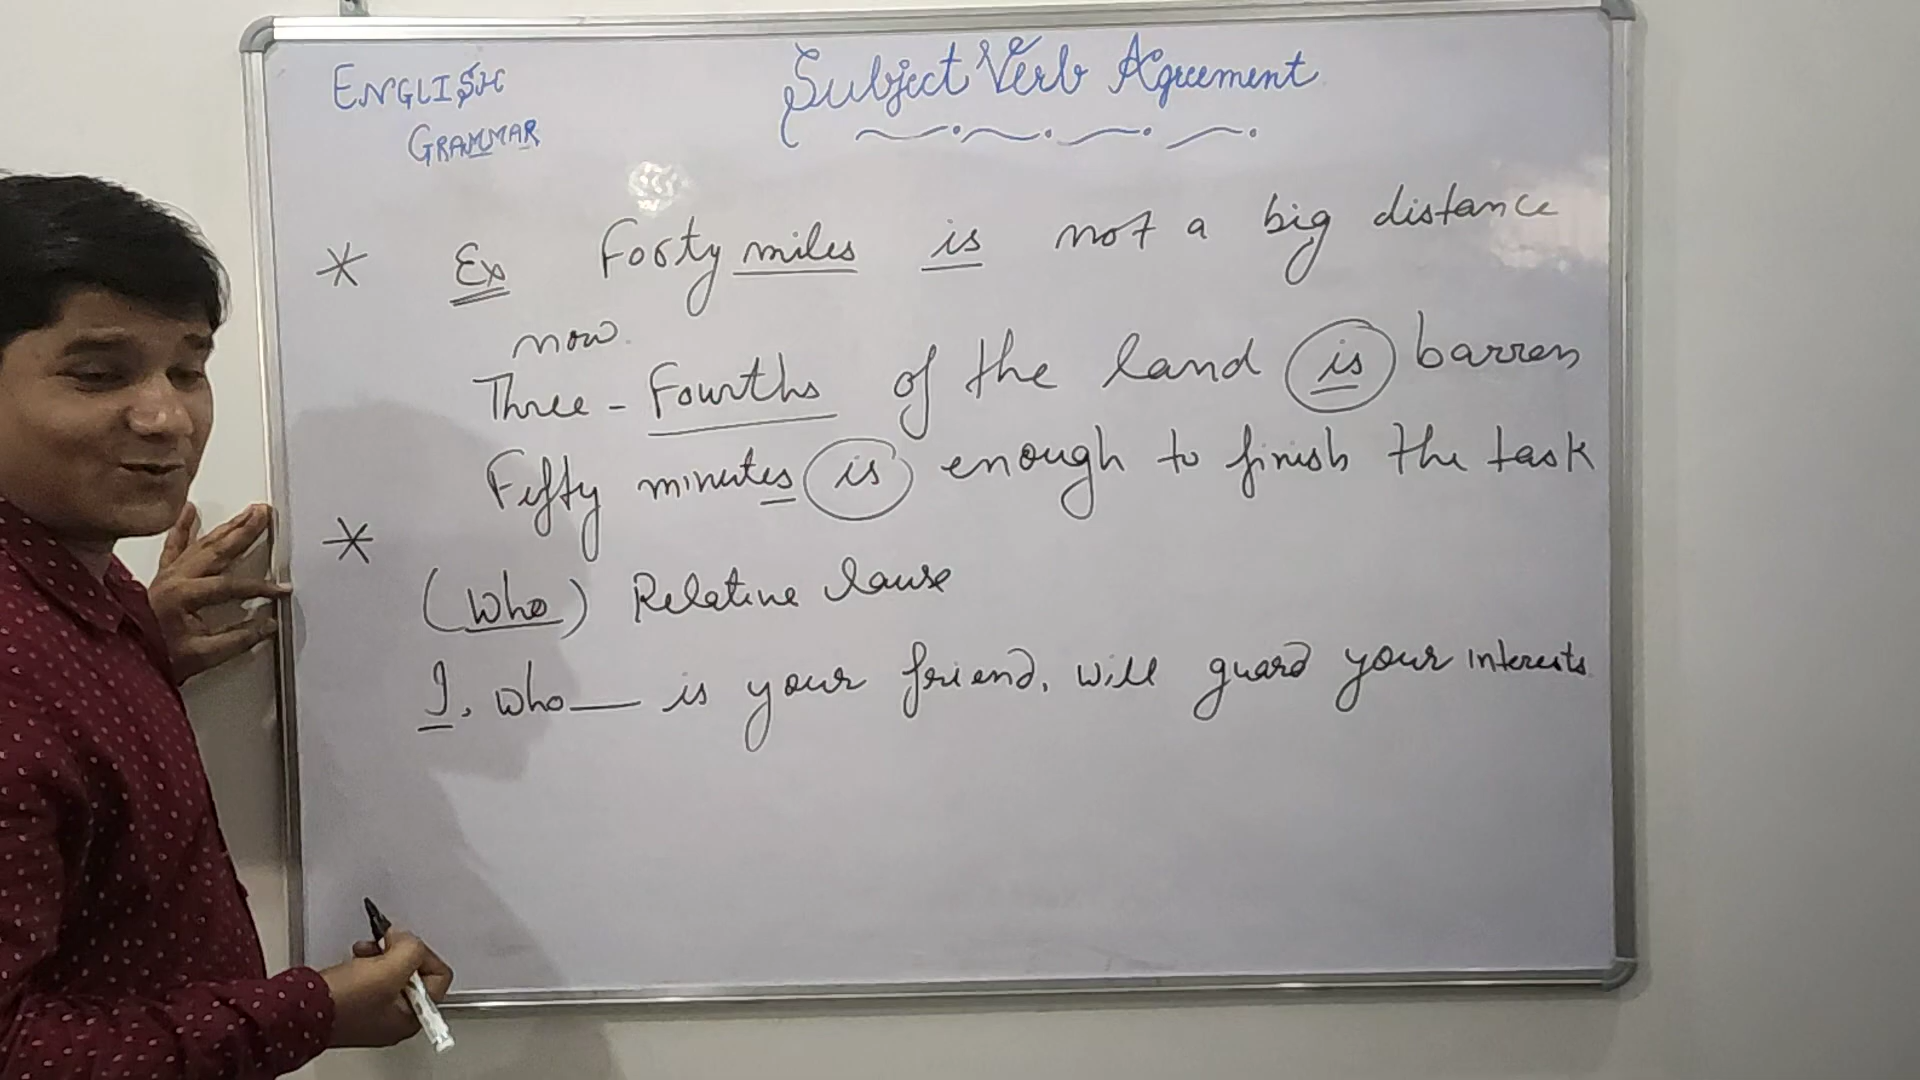 ENGLISH
GRAMMAR
Subject Verb Agreement
* Ex Forty miles is not a big distance
now.
Three - Fourths of the land is barren
Fifty minutes is enough to finish the task
*
(Who) Relative lause
I, who — is your friend, will guard your interests